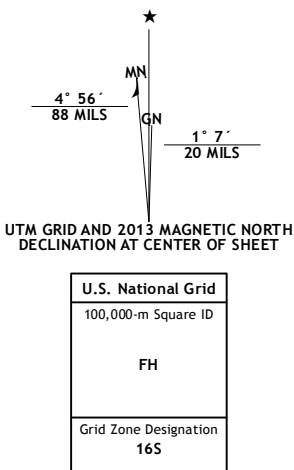 MN
GN
4° 56´
88 MILS
1° 7´
20 MILS
UTM GRID AND 2013 MAGNETIC NORTH
DECLINATION AT CENTER OF SHEET
U.S. National Grid
100,000-m Square ID
FH
Grid Zone Designation
16S